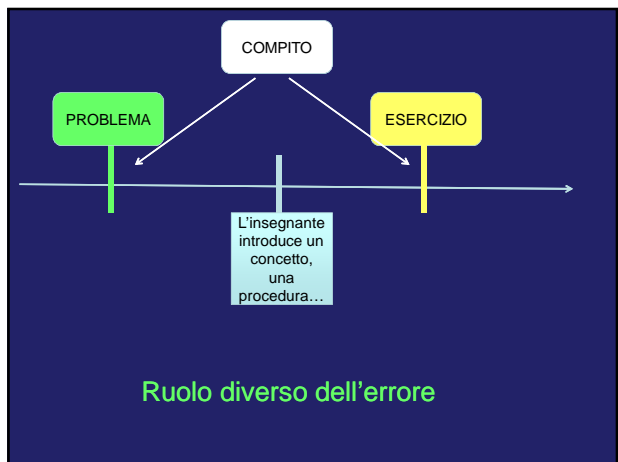 COMPITO
PROBLEMA
ESERCIZIO
L’insegnante
introduce un
concetto,
una
procedura…
Ruolo diverso dell’errore